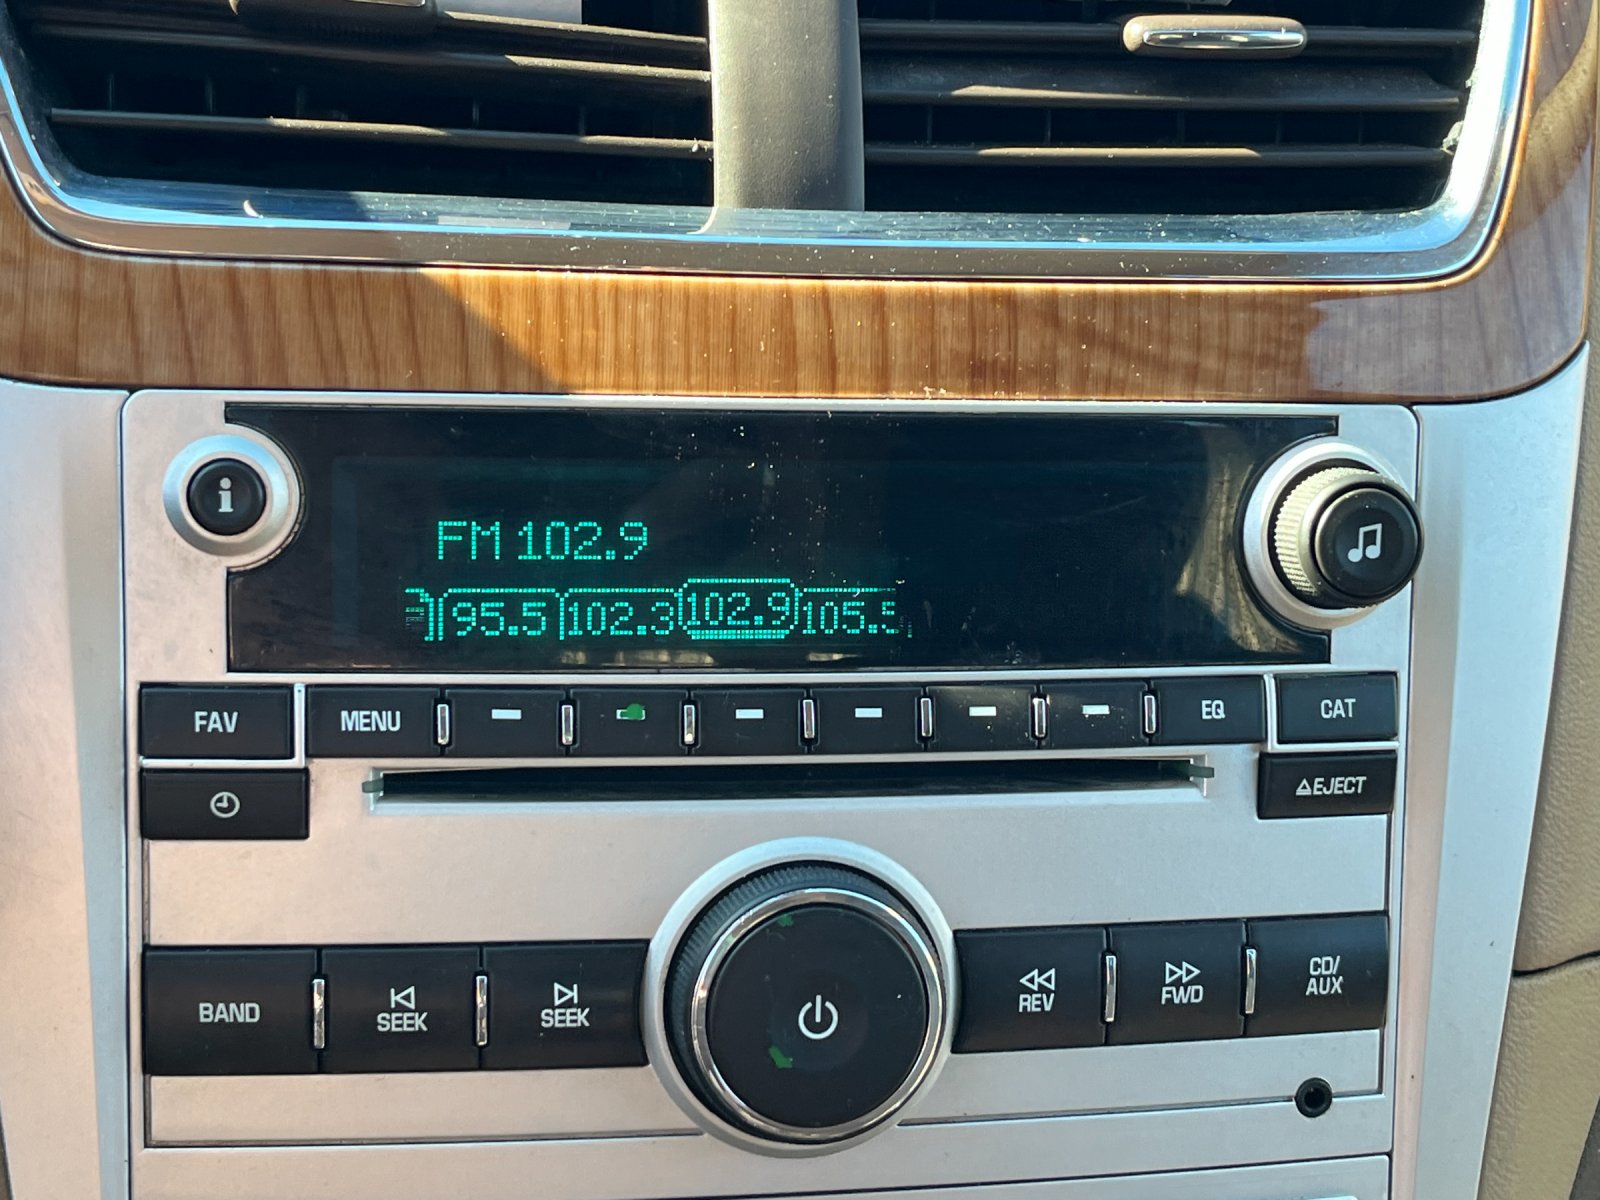 i
FM 102.9
95.5 102.3 102.9 105.5
FAV MENU EQ CAT
EJECT
BAND SEEK SEEK REV FWD CD/
AUX